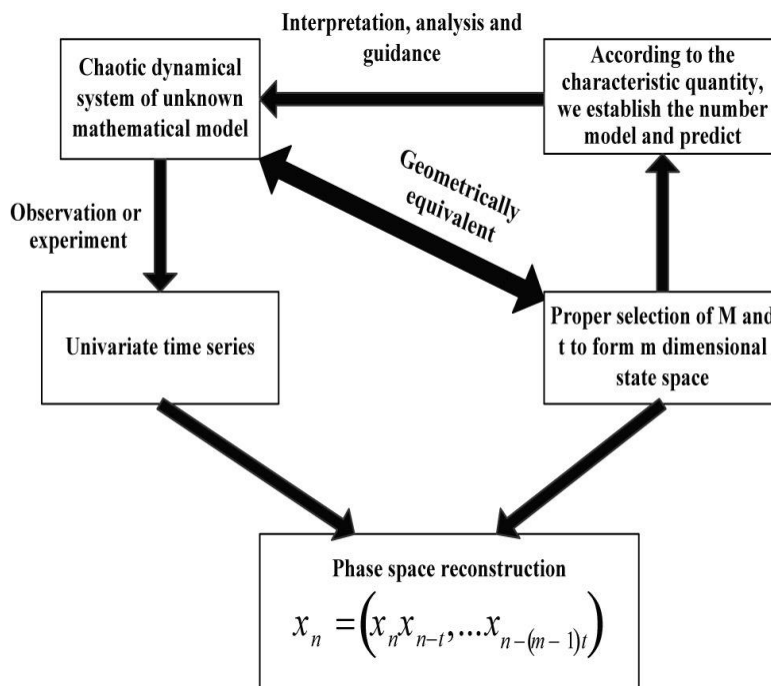 Interpretation, analysis and
guidance
Chaotic dynamical
system of unknown
mathematical model
According to the
characteristic quantity,
we establish the number
model and predict
Geometrically
equivalent
Observation or
experiment
Univariate time series
Proper selection of M and
t to form m dimensional
state space
Phase space reconstruction
x_n = (x_n x_{n-t}, ... x_{n-(m-1)t})